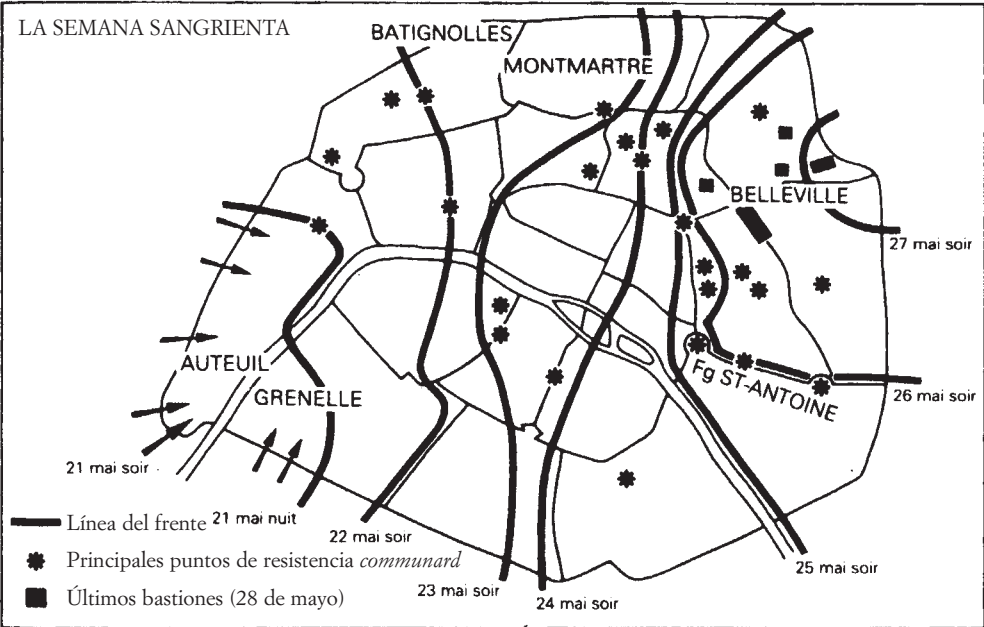 LA SEMANA SANGRIENTA
BATIGNOLLES
MONTMARTRE
BELLEVILLE
27 mai soir
AUTEUIL
GRENELLE
Fg ST-ANTOINE
26 mai soir
21 mai soir
Línea del frente
21 mai nuit
22 mai soir
Principales puntos de resistencia communard
25 mai soir
23 mai soir
24 mai soir
Últimos bastiones (28 de mayo)